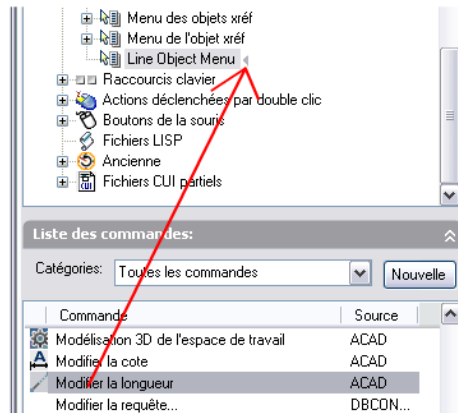 Menu des objets xréf
Menu de l'objet xréf
Line Object Menu
Raccourcis clavier
Actions déclenchées par double clic
Boutons de la souris
Fichiers LISP
Ancienne
Fichiers CUI partiels
Liste des commandes:
Catégories: Toutes les commandes Nouvelle
Commande Source
Modélisation 3D de l'espace de travail ACAD
Modifier la cote ACAD
Modifier la longueur ACAD
Modifier la requête... DBCON...